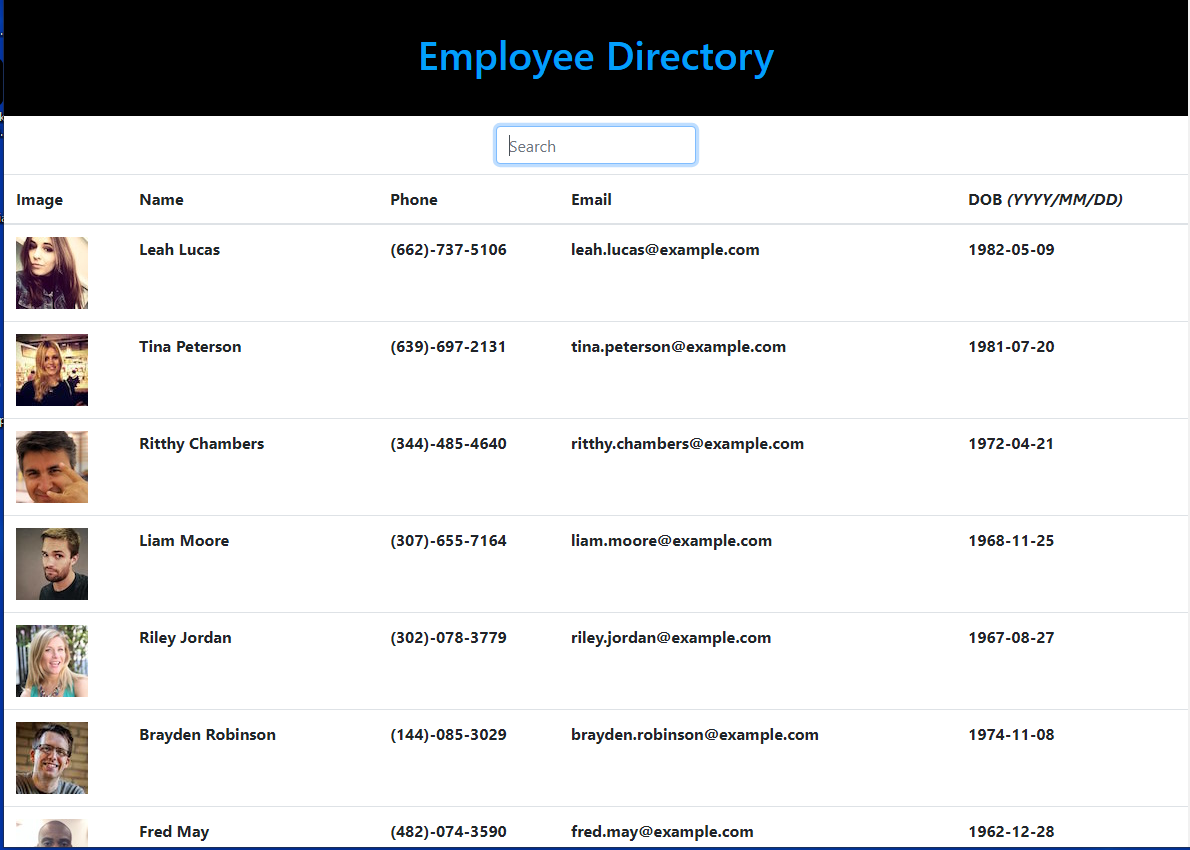 Employee Directory
Search
Image Name Phone Email DOB (YYYY/MM/DD)
Leah Lucas (662)-737-5106 leah.lucas@example.com 1982-05-09
Tina Peterson (639)-697-2131 tina.peterson@example.com 1981-07-20
Ritthy Chambers (344)-485-4640 ritthy.chambers@example.com 1972-04-21
Liam Moore (307)-655-7164 liam.moore@example.com 1968-11-25
Riley Jordan (302)-078-3779 riley.jordan@example.com 1967-08-27
Brayden Robinson (144)-085-3029 brayden.robinson@example.com 1974-11-08
Fred May (482)-074-3590 fred.may@example.com 1962-12-28